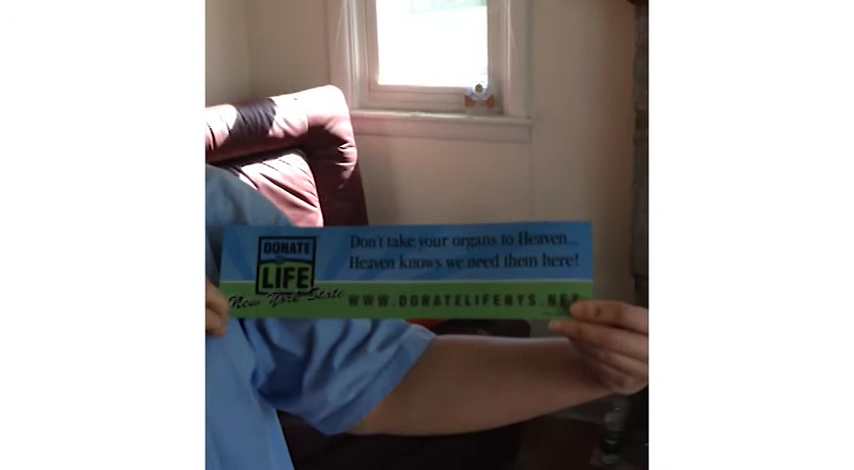 DONATE
LIFE
New York State
Don't take your organs to Heaven...
Heaven knows we need them here!
WWW.DONATELIFENYS.NET